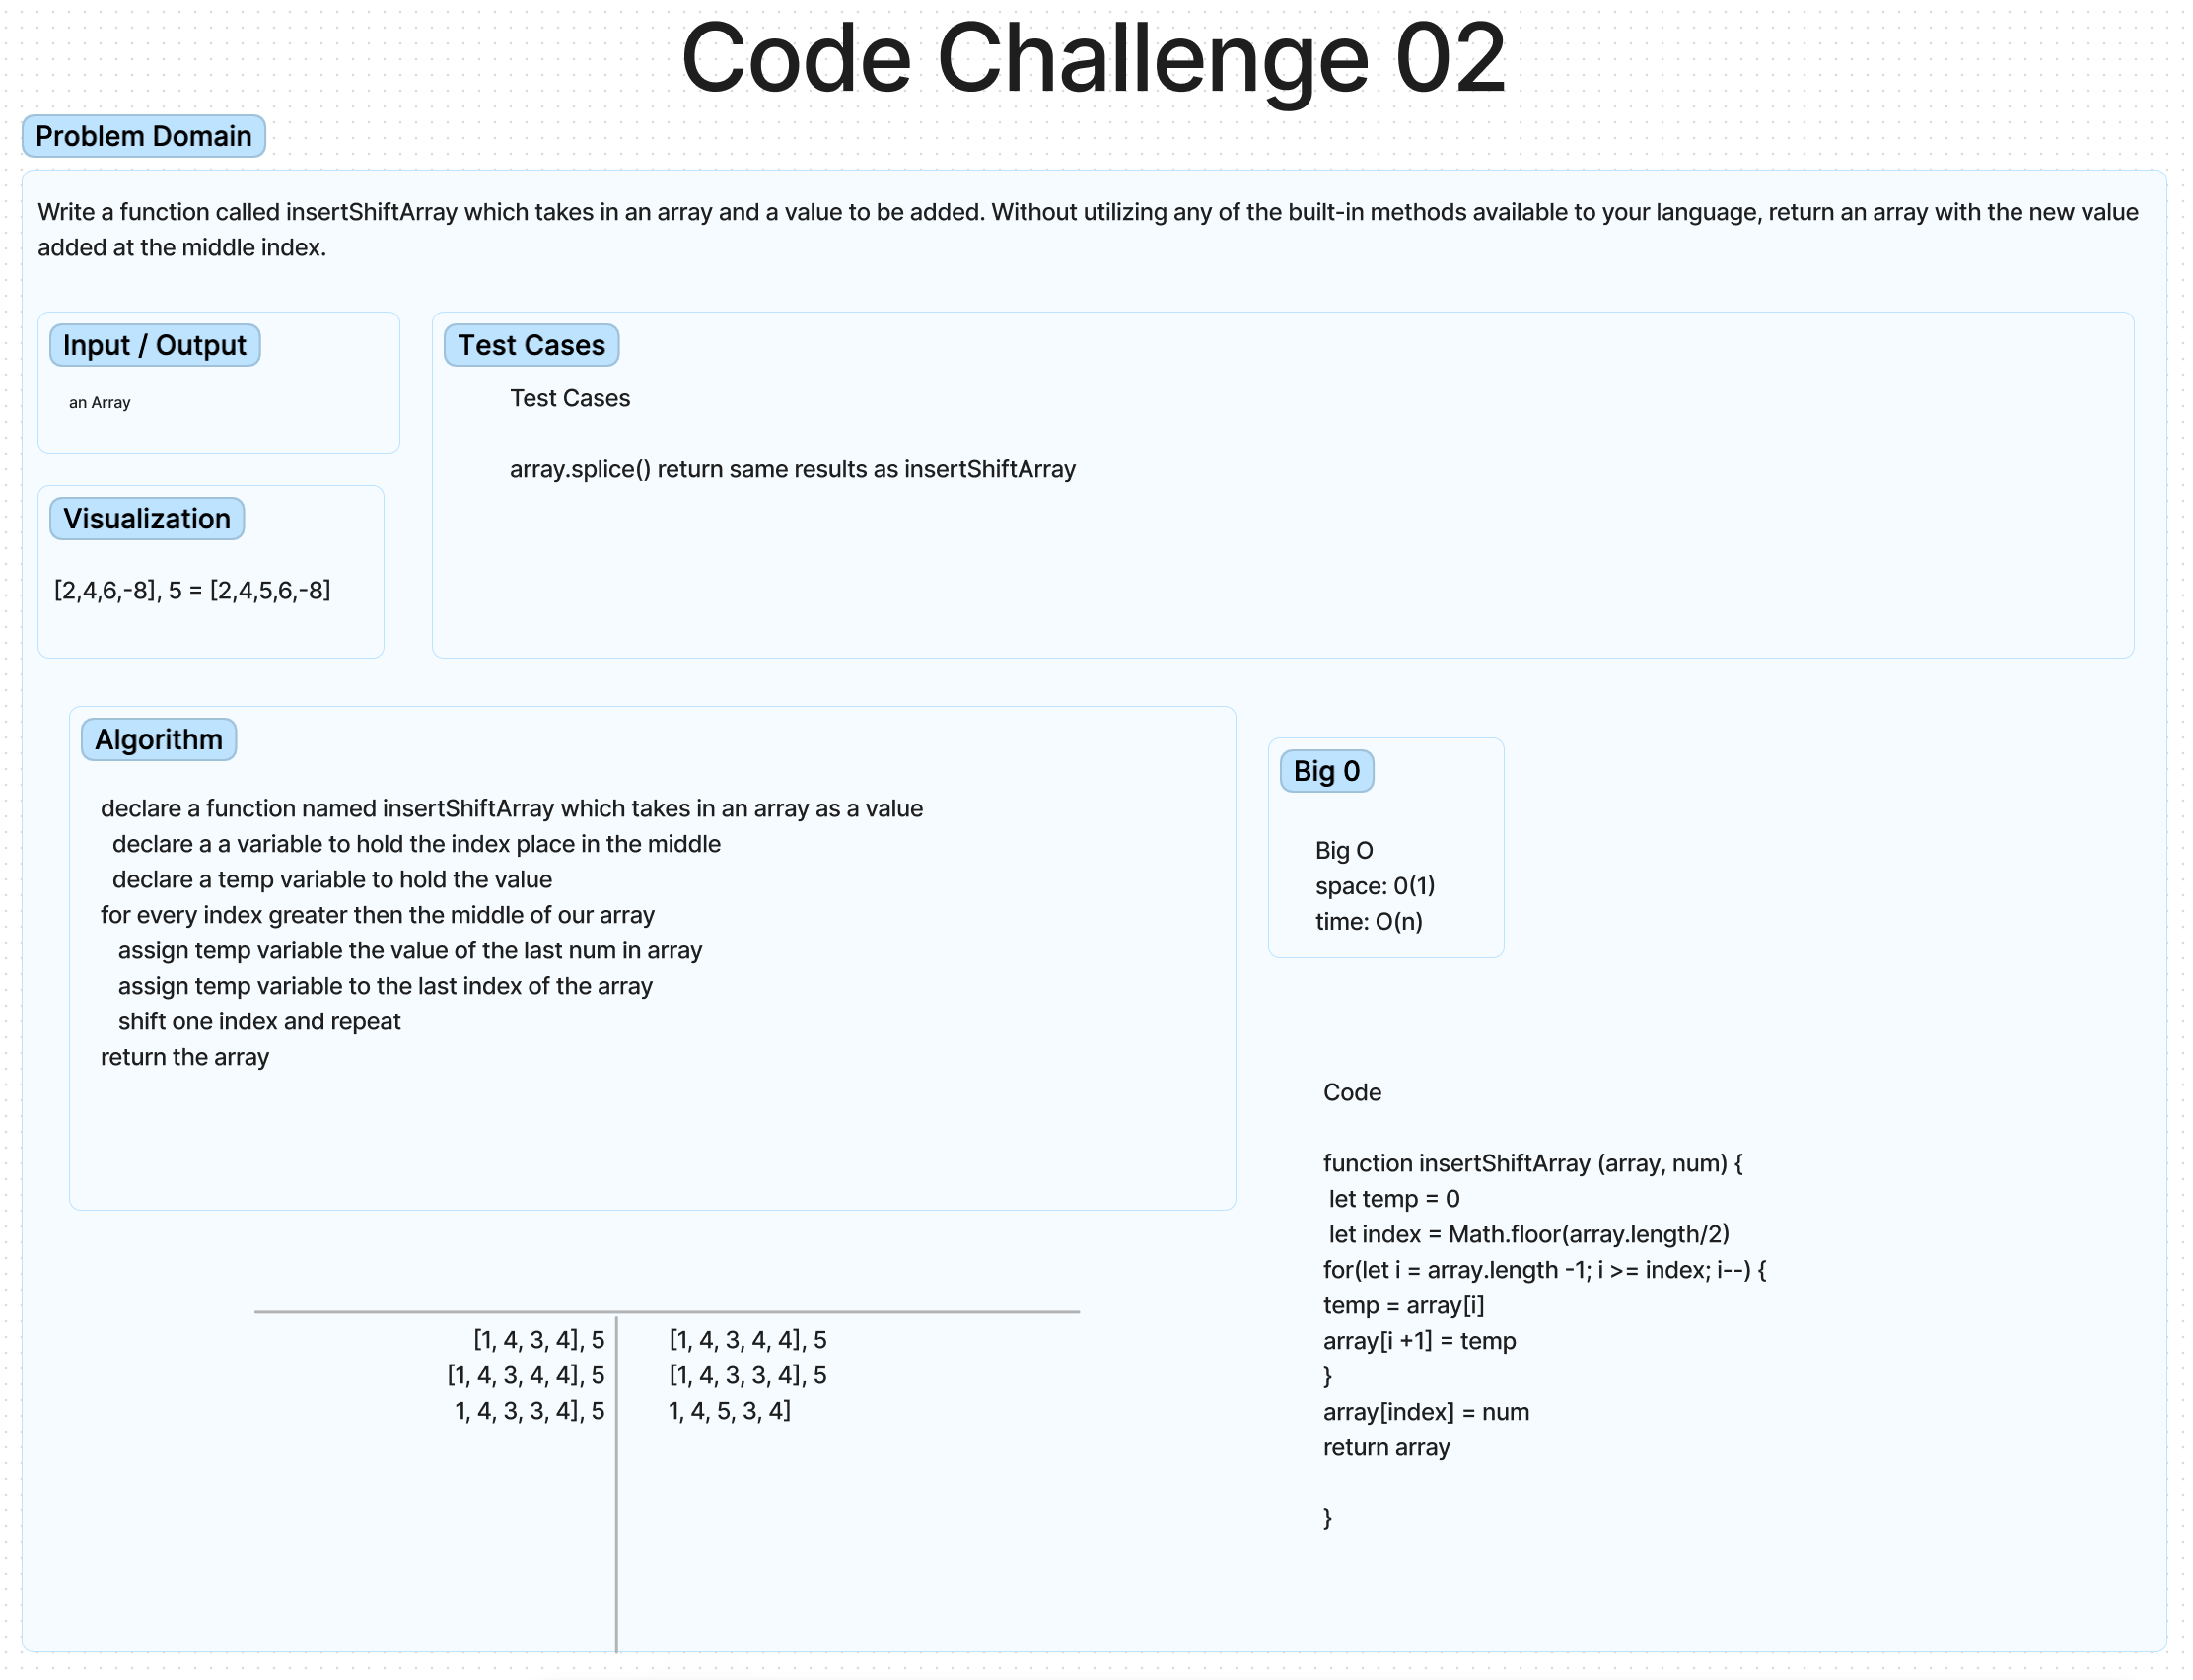 Code Challenge 02
Problem Domain
Write a function called insertShiftArray which takes in an array and a value to be added. Without utilizing any of the built-in methods available to your language, return an array with the new value
added at the middle index.
Input / Output
an Array
Test Cases
Test Cases
array.splice() return same results as insertShiftArray
Visualization
[2,4,6,-8], 5 = [2,4,5,6,-8]
Algorithm
declare a function named insertShiftArray which takes in an array as a value
declare a a variable to hold the index place in the middle
declare a temp variable to hold the value
for every index greater then the middle of our array
assign temp variable the value of the last num in array
assign temp variable to the last index of the array
shift one index and repeat
return the array
Big 0
Big O
space: 0(1)
time: O(n)
Code
function insertShiftArray (array, num) {
let temp = 0
let index = Math.floor(array.length/2)
for(let i = array.length -1; i >= index; i--) {
temp = array[i]
array[i +1] = temp
}
array[index] = num
return array
}
[1, 4, 3, 4], 5 [1, 4, 3, 4, 4], 5
[1, 4, 3, 4, 4], 5 [1, 4, 3, 3, 4], 5
1, 4, 3, 3, 4], 5 1, 4, 5, 3, 4]